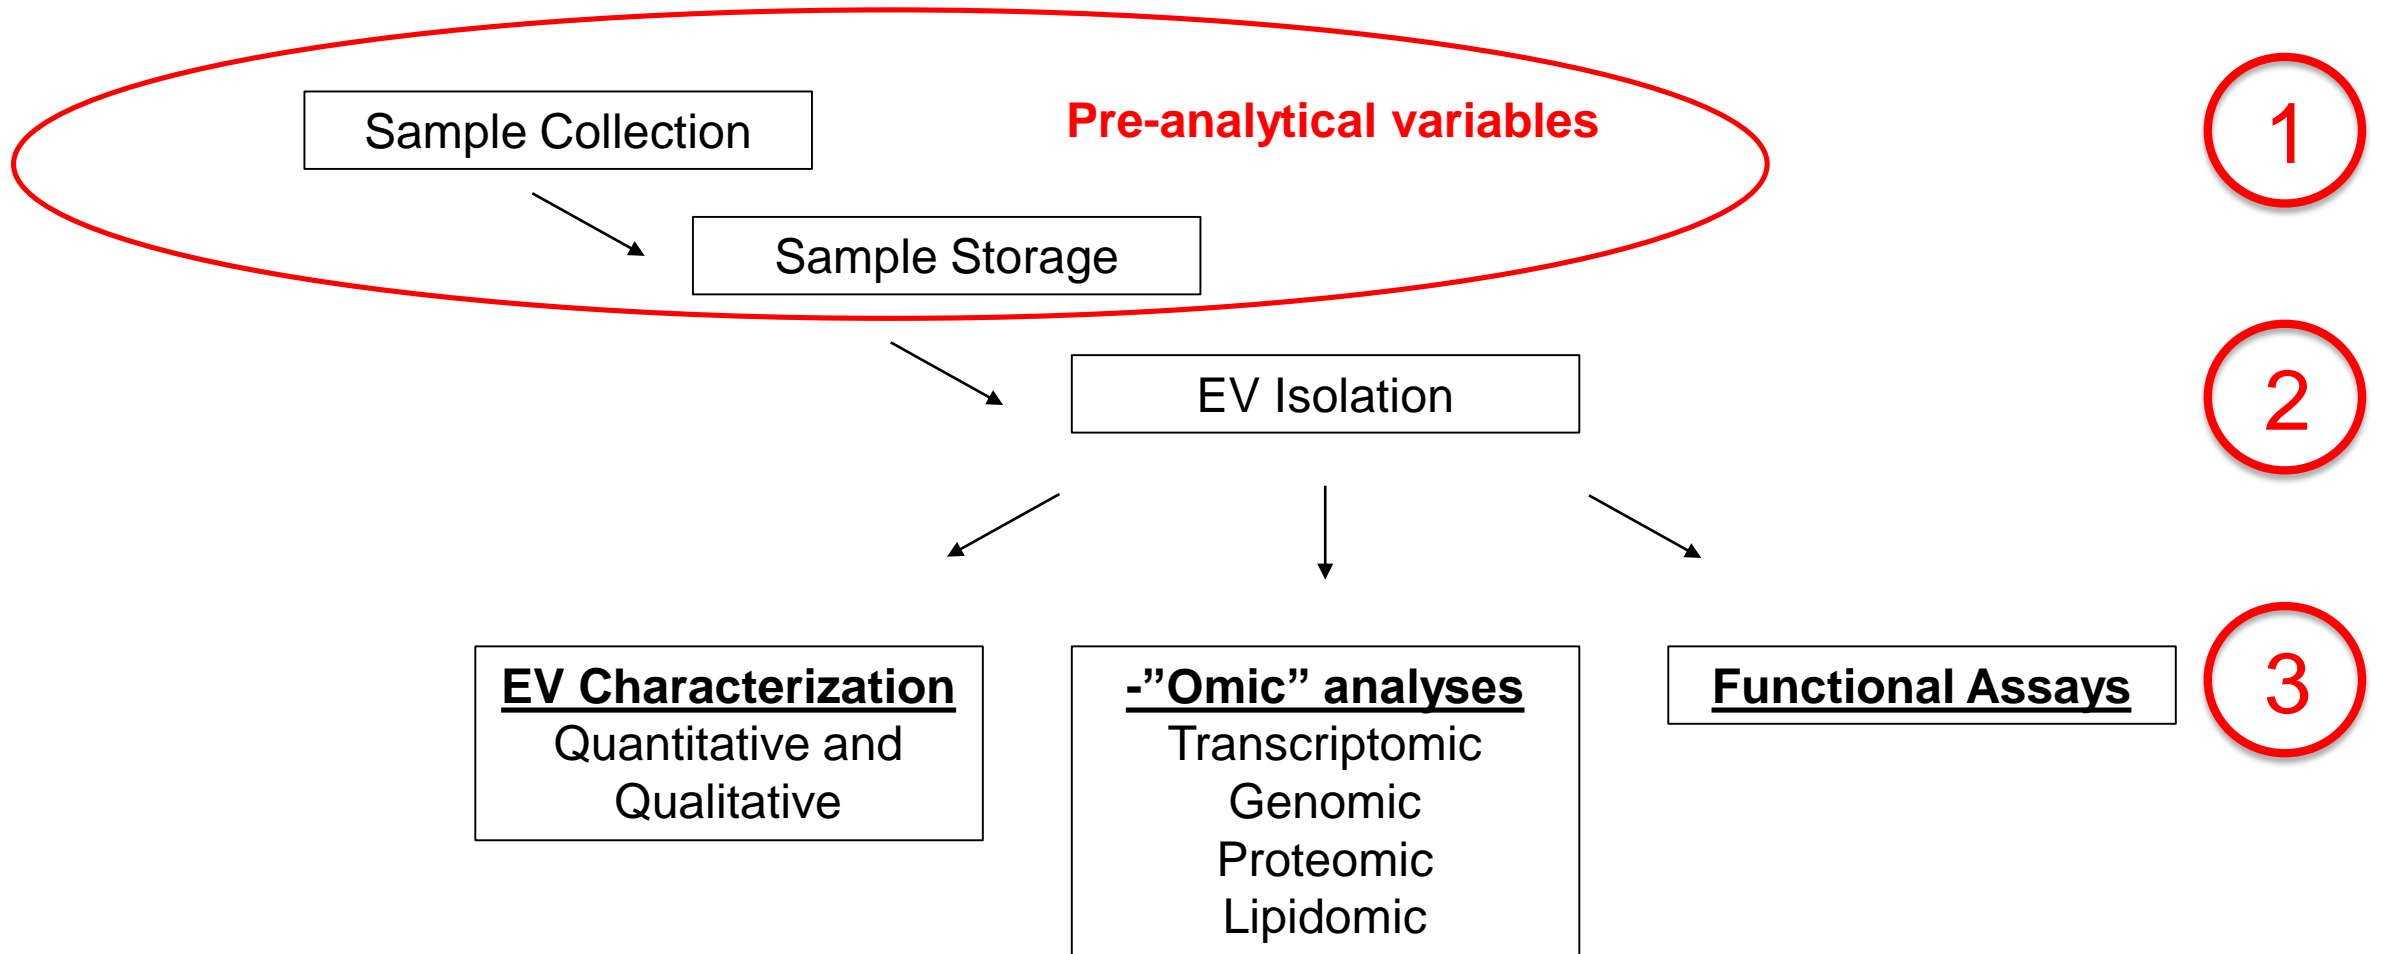 Sample Collection
Pre-analytical variables
1
Sample Storage
EV Isolation
2
EV Characterization
Quantitative and
Qualitative
-”Omic” analyses
Transcriptomic
Genomic
Proteomic
Lipidomic
Functional Assays
3